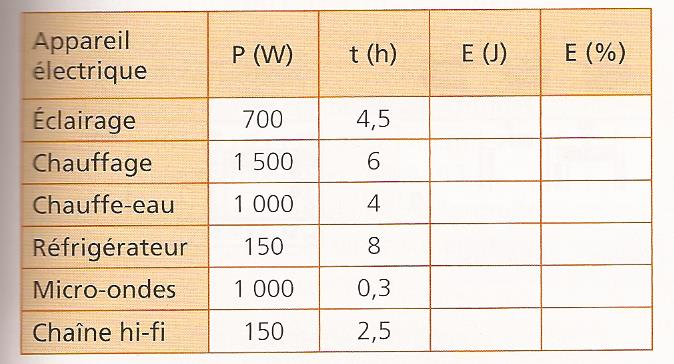 Appareil
électrique
P (W) t (h) E (J) E (%)
Éclairage 700 4,5
Chauffage 1 500 6
Chauffe-eau 1 000 4
Réfrigérateur 150 8
Micro-ondes 1 000 0,3
Chaîne hi-fi 150 2,5